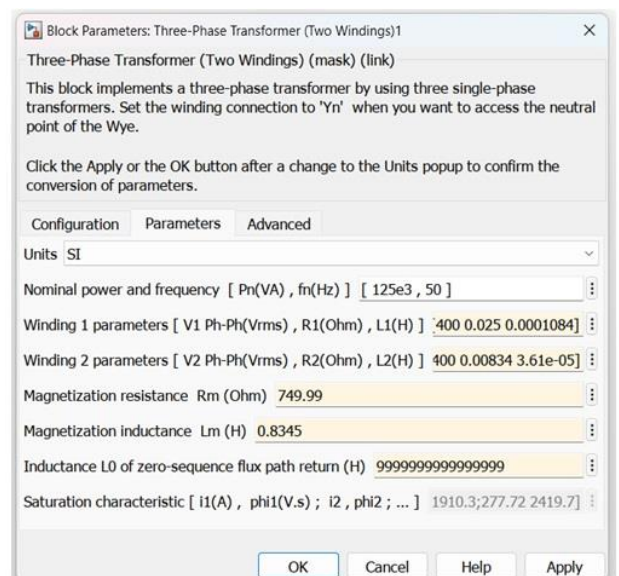 Block Parameters: Three-Phase Transformer (Two Windings)1
Three-Phase Transformer (Two Windings) (mask) (link)
This block implements a three-phase transformer by using three single-phase
transformers. Set the winding connection to 'Yn' when you want to access the neutral
point of the Wye.
Click the Apply or the OK button after a change to the Units popup to confirm the
conversion of parameters.
Configuration Parameters Advanced
Units SI
Nominal power and frequency [ Pn(VA) , fn(Hz) ] [ 125e3 , 50 ]
Winding 1 parameters [ V1 Ph-Ph(Vrms) , R1(Ohm) , L1(H) ] 400 0.025 0.0001084]
Winding 2 parameters [ V2 Ph-Ph(Vrms) , R2(Ohm) , L2(H) ] 400 0.00834 3.61e-05]
Magnetization resistance Rm (Ohm) 749.99
Magnetization inductance Lm (H) 0.8345
Inductance L0 of zero-sequence flux path return (H) 9999999999999999
Saturation characteristic [ i1(A) , phi1(V.s) ; i2 , phi2 ; ... ] 1910.3;277.72 2419.7]
OK Cancel Help Apply